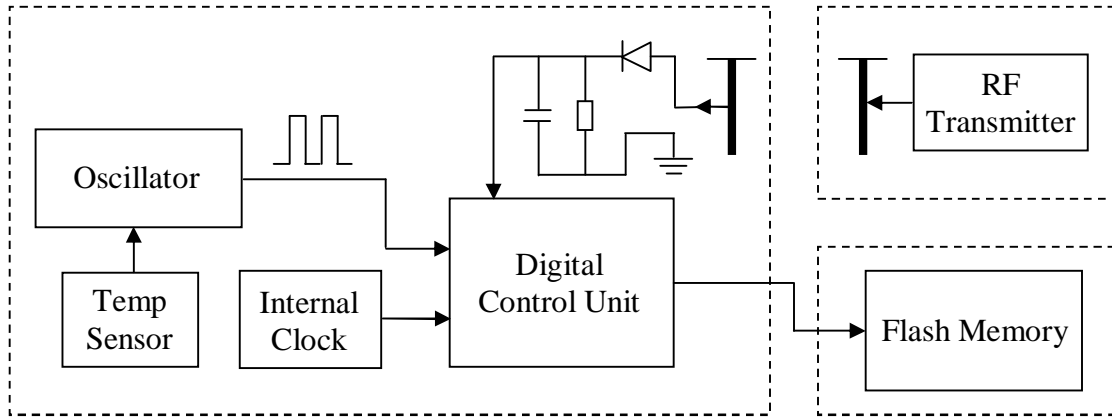 RF
Transmitter
Oscillator
Temp
Sensor
Internal
Clock
Digital
Control Unit
Flash Memory